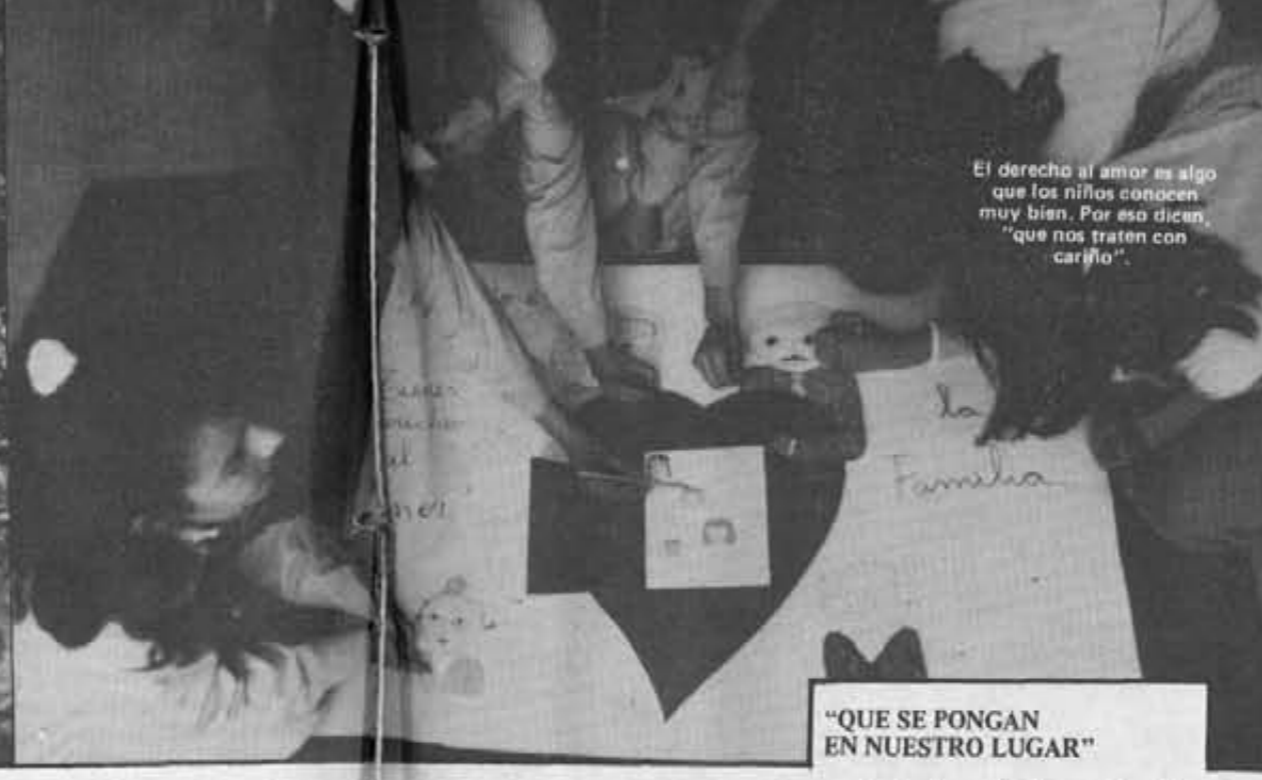 El derecho al amor es algo
que los niños conocen
muy bien. Por eso dicen,
"que nos traten con
cariño".
la
Familia
"QUE SE PONGAN
EN NUESTRO LUGAR"